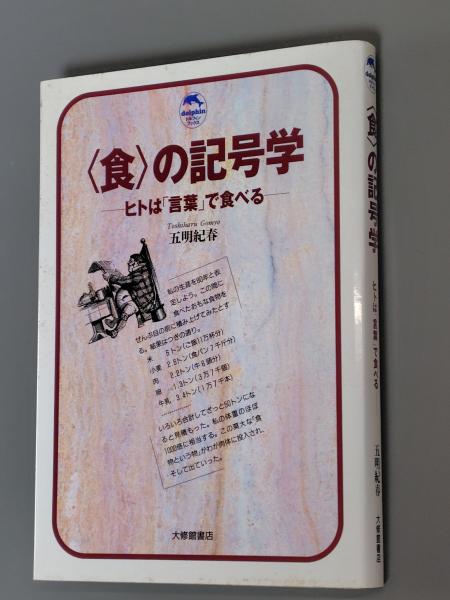 dolphin
ドルフィン
ブックス
〈食〉の記号学
ヒトは「言葉」で食べる
Toshiharu Gomyo
五明紀春
私の生涯を80年と仮
定しよう。この間に
食べたおもな食物を
ぜんぶ目の前に積み上げてみたとす
る。結果はつぎの通り。
米 5トン(ご飯11万杯分)
小麦 2.8トン(食パン7千斤分)
肉 2.2トン(牛8頭分)
卵 1.3トン(3万7千個)
牛乳 3.4トン(1万7千本)
…………
いろいろ合計してざっと50トンにな
ると見積もった。私の体重のほぼ
1000倍に相当する。この莫大な「食
物という物」がわが肉体に投入され、
そして出ていった。
大修館書店
〈食〉の記号学
ヒトは「言葉」で食べる
五明紀春
大修館書店